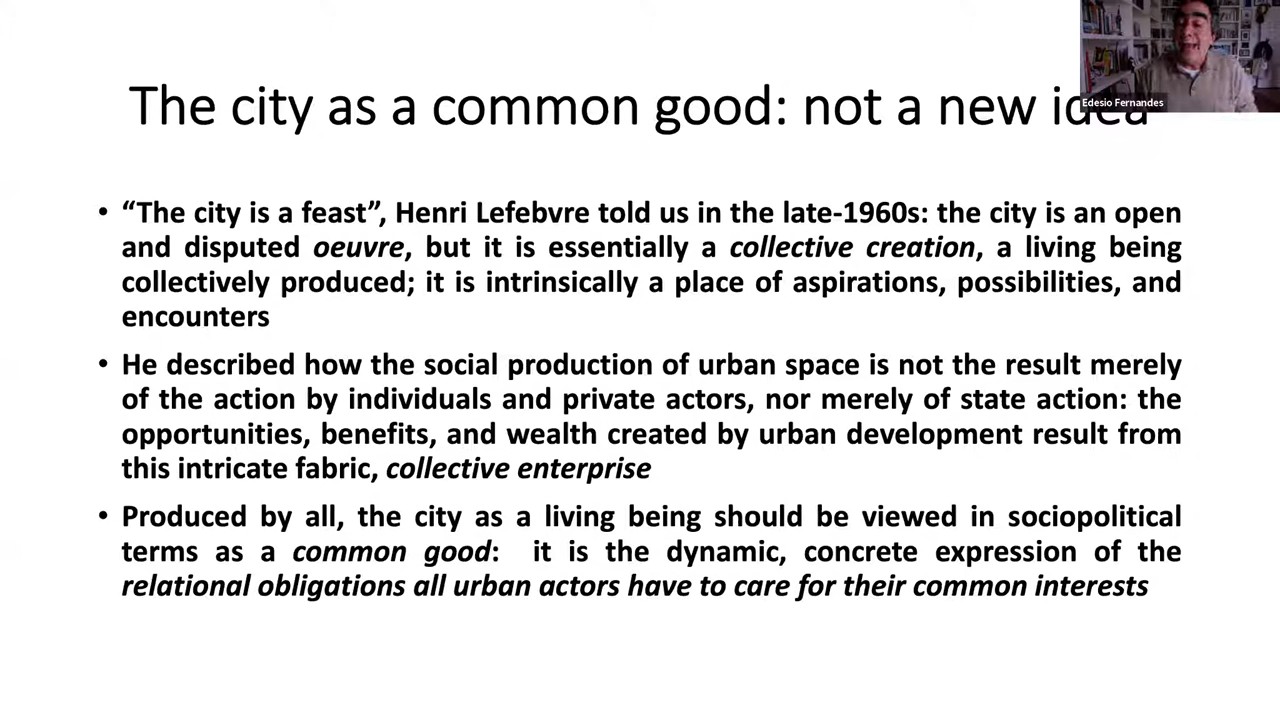 The city as a common good: not a new idea
Edesio Fernandes
• “The city is a feast”, Henri Lefebvre told us in the late-1960s: the city is an open
and disputed oeuvre, but it is essentially a collective creation, a living being
collectively produced; it is intrinsically a place of aspirations, possibilities, and
encounters
• He described how the social production of urban space is not the result merely
of the action by individuals and private actors, nor merely of state action: the
opportunities, benefits, and wealth created by urban development result from
this intricate fabric, collective enterprise
• Produced by all, the city as a living being should be viewed in sociopolitical
terms as a common good: it is the dynamic, concrete expression of the
relational obligations all urban actors have to care for their common interests